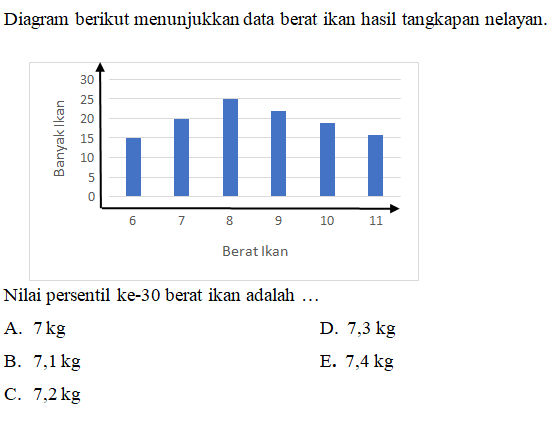 Diagram berikut menunjukkan data berat ikan hasil tangkapan nelayan.
30
25
20
15
10
5
0
Banyak Ikan
6 7 8 9 10 11
Berat Ikan
Nilai persentil ke-30 berat ikan adalah …
A. 7 kg
B. 7,1 kg
C. 7,2 kg
D. 7,3 kg
E. 7,4 kg